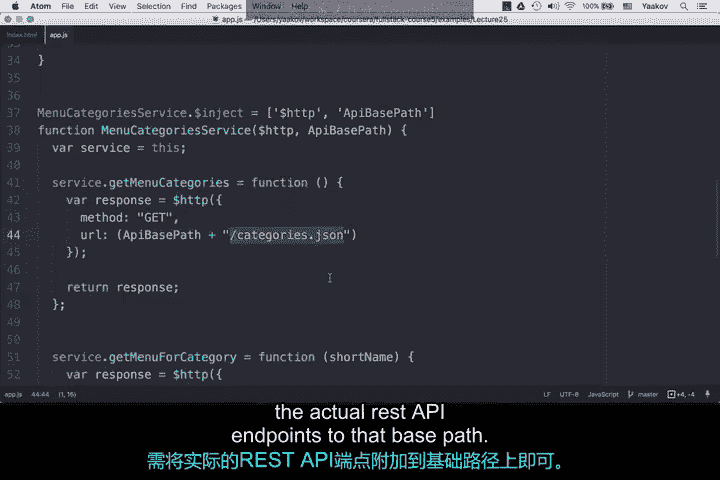 Atom File Edit View Selection Find Packages Window Help 100% Yaakov
app.js — /Users/yaakov/workspace/coursera/fullstack-course5/examples/Lecture25
index.html app.js
34 }
35
36
37 MenuCategoriesService.$inject = ['$http', 'ApiBasePath']
38 function MenuCategoriesService($http, ApiBasePath) {
39 var service = this;
40
41 service.getMenuCategories = function () {
42 var response = $http({
43 method: "GET",
44 url: (ApiBasePath + "/categories.json")
45 });
46
47 return response;
48 };
49
50
51 service.getMenuForCategory = function (shortName) {
52 var response = $http({
app.js 44:44 (1, 16) LF UTF-8 JavaScript master +4, -4
the actual rest API
endpoints to that base path.
需将实际的REST API端点附加到基础路径上即可。